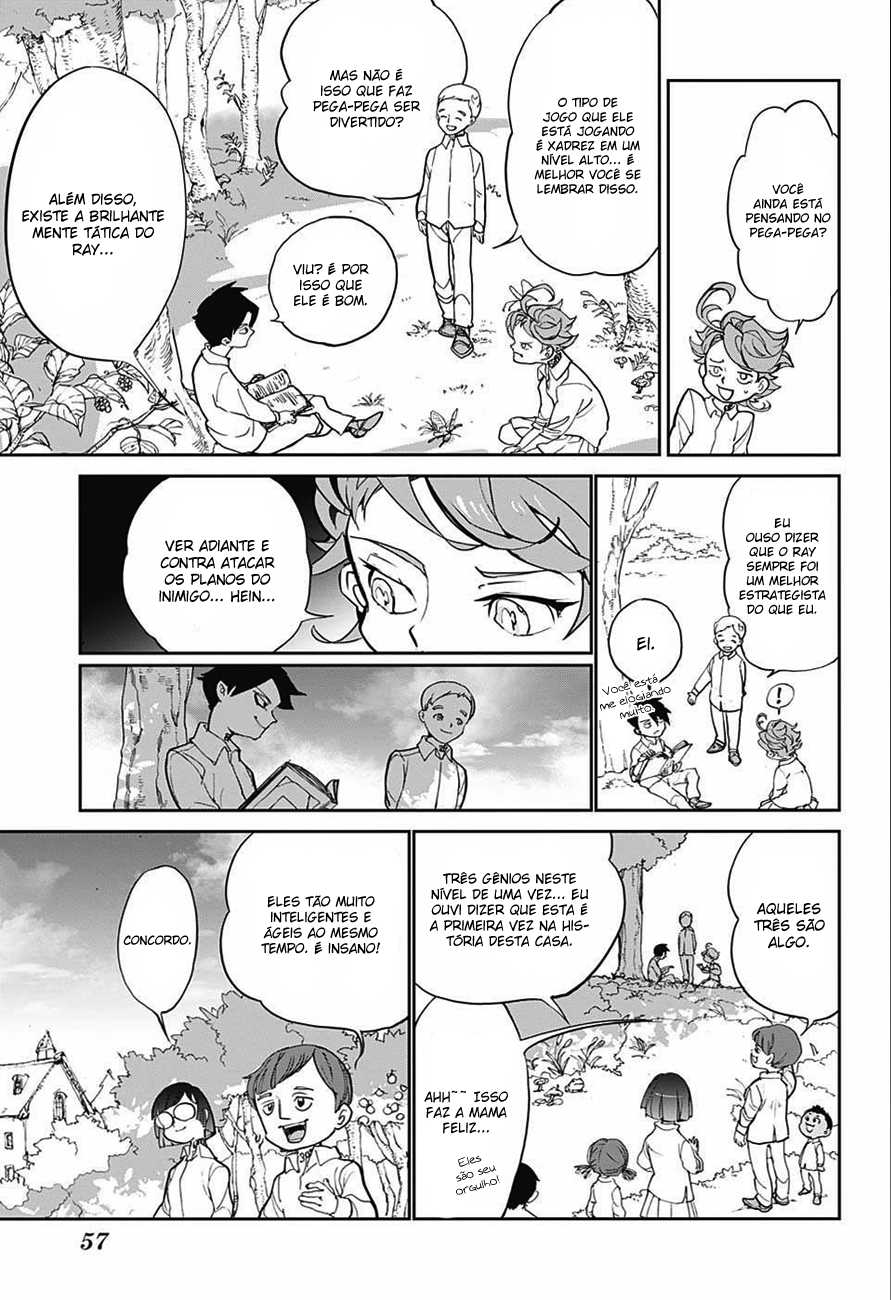 VOCÊ
AINDA ESTÁ
PENSANDO NO
PEGA-PEGA?
O TIPO DE
JOGO QUE ELE
ESTÁ JOGANDO
É XADREZ EM UM
NÍVEL ALTO... É
MELHOR VOCÊ SE
LEMBRAR DISSO.
MAS NÃO É
ISSO QUE FAZ
PEGA-PEGA SER
DIVERTIDO?
VIU? É POR
ISSO QUE
ELE É BOM.
ALÉM DISSO,
EXISTE A BRILHANTE
MENTE TÁTICA DO
RAY...
EU
OUSO DIZER
QUE O RAY
SEMPRE FOI
UM MELHOR
ESTRATEGISTA
DO QUE EU.
EI.
Você está
me elogiando
muito.
!
VER ADIANTE E
CONTRA ATACAR
OS PLANOS DO
INIMIGO... HEIN...
AQUELES
TRÊS SÃO
ALGO.
TRÊS GÊNIOS NESTE
NÍVEL DE UMA VEZ... EU
OUVI DIZER QUE ESTA É
A PRIMEIRA VEZ NA HIS-
TÓRIA DESTA CASA.
AHH~~ ISSO
FAZ A MAMA
FELIZ...
Eles
são seu
orgulho!
ELES TÃO MUITO
INTELIGENTES E
ÁGEIS AO MESMO
TEMPO. É INSANO!
CONCORDO.
57